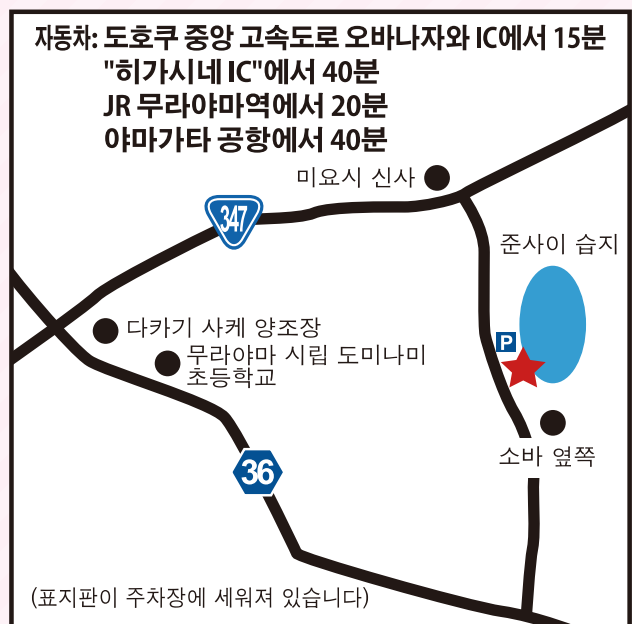 자동차: 도호쿠 중앙 고속도로 오바나자와 IC에서 15분
"히가시네 IC"에서 40분
JR 무라야마역에서 20분
야마가타 공항에서 40분
미요시 신사
347
준사이 습지
다카기 사케 양조장
P
무라야마 시립 도미나미
초등학교
소바 옆쪽
36
(표지판이 주차장에 세워져 있습니다)